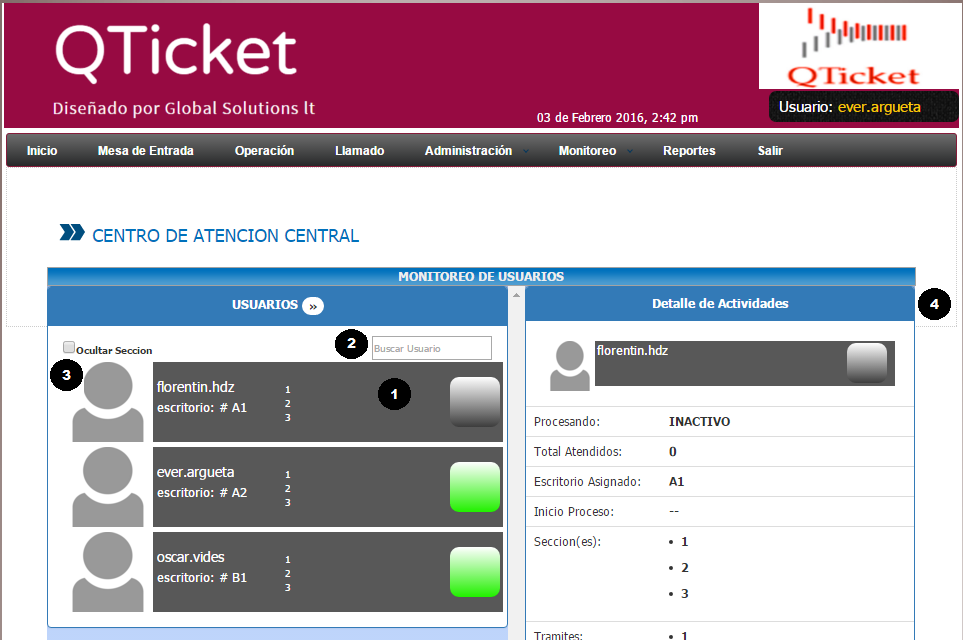 QTicket
Diseñado por Global Solutions It
03 de Febrero 2016, 2:42 pm
QTicket
Usuario: ever.argueta
Inicio Mesa de Entrada Operación Llamado Administración Monitoreo Reportes Salir
CENTRO DE ATENCION CENTRAL
MONITOREO DE USUARIOS
USUARIOS »
Ocultar Seccion
2
Buscar Usuario
3
florentin.hdz
escritorio: # A1
1
2
3
1
ever.argueta
escritorio: # A2
1
2
3
oscar.vides
escritorio: # B1
1
2
3
Detalle de Actividades
4
florentin.hdz
Procesando: INACTIVO
Total Atendidos: 0
Escritorio Asignado: A1
Inicio Proceso: --
Seccion(es): • 1
• 2
• 3
Tramites: • 1